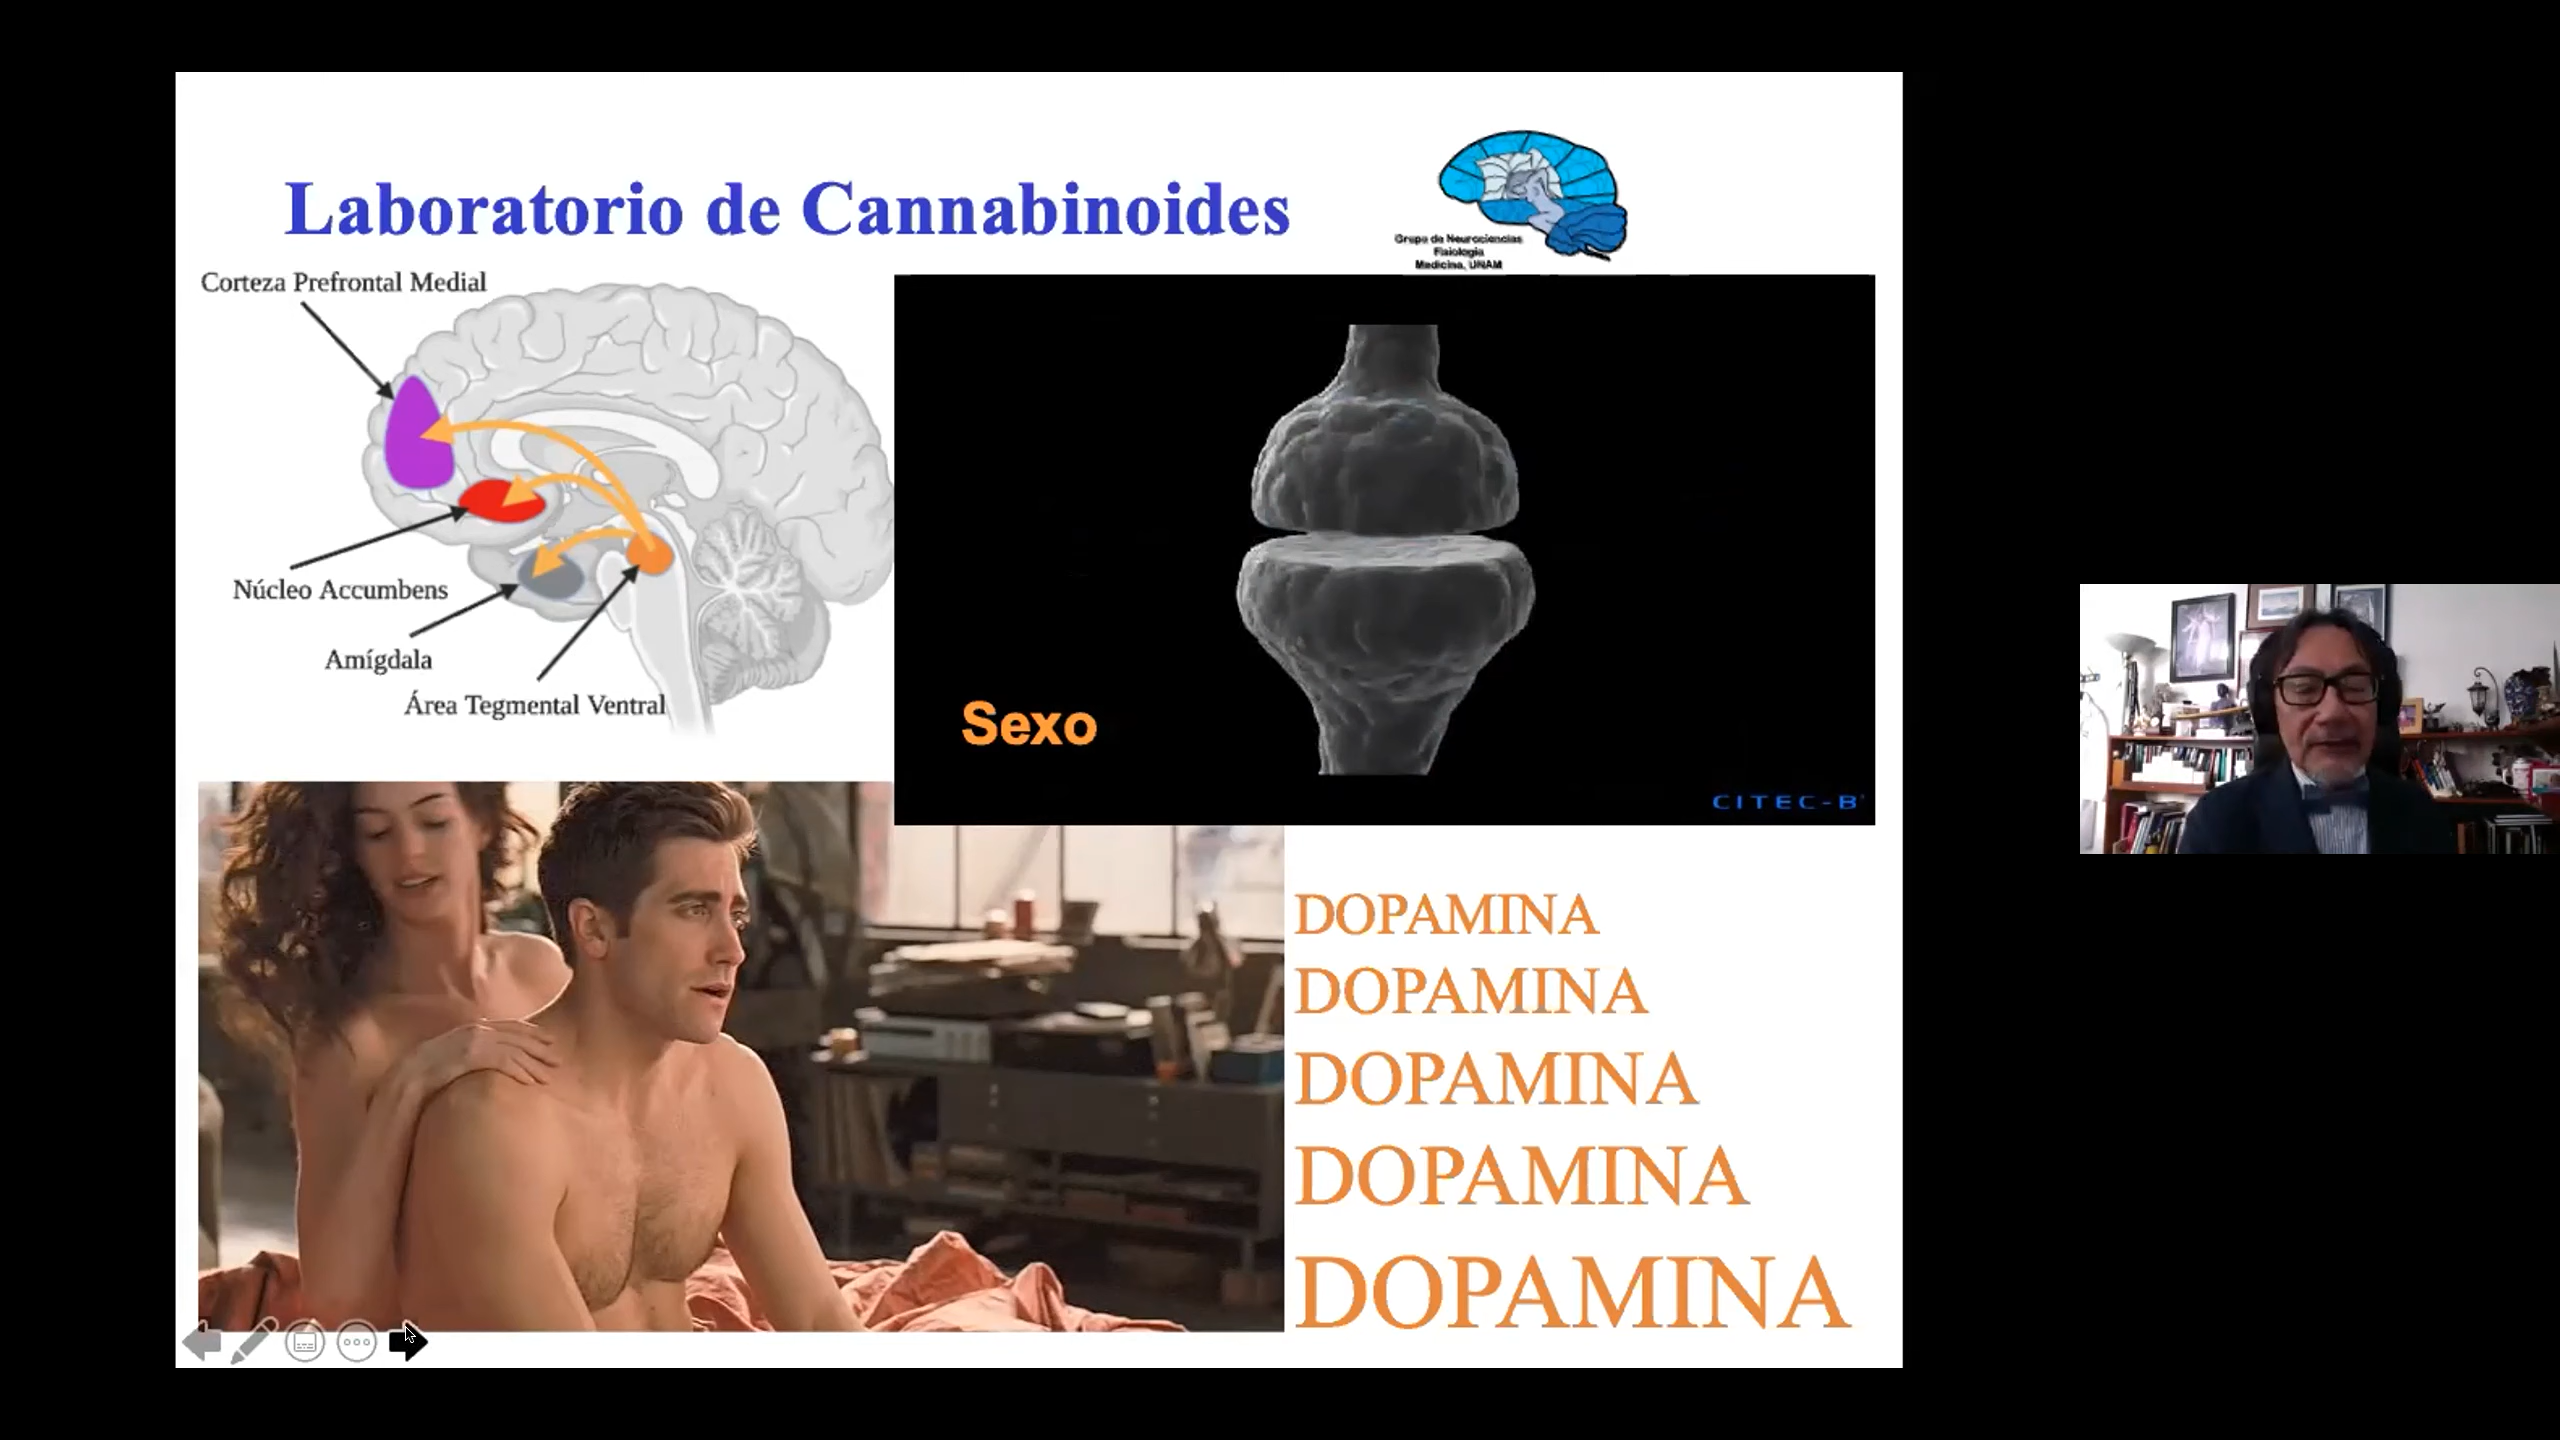 Laboratorio de Cannabinoides
Grupo de Neurociencias
Fisiología
Medicina, UNAM
Corteza Prefrontal Medial
Núcleo Accumbens
Amígdala
Área Tegmental Ventral
Sexo
CITEC-B
DOPAMINA
DOPAMINA
DOPAMINA
DOPAMINA
DOPAMINA